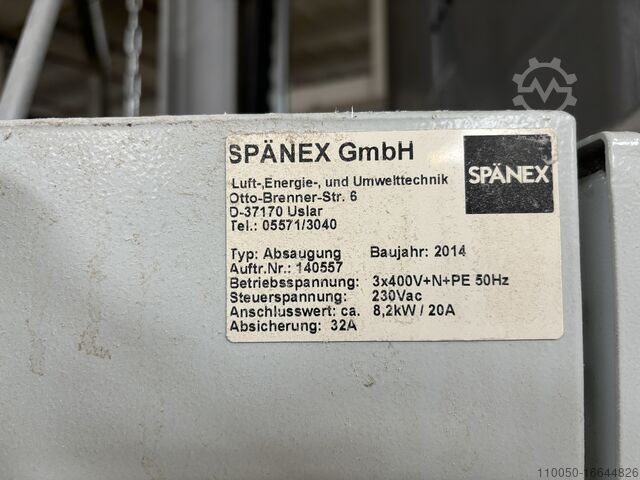 SPÄNEX GmbH
Luft-,Energie-, und Umwelttechnik
Otto-Brenner-Str. 6
D-37170 Uslar
Tel.: 05571/3040
SPÄNEX
Typ: Absaugung Baujahr: 2014
Auftr.Nr.: 140557
Betriebsspannung: 3x400V+N+PE 50Hz
Steuerspannung: 230Vac
Anschlusswert: ca. 8,2kW / 20A
Absicherung: 32A
110050-16644826